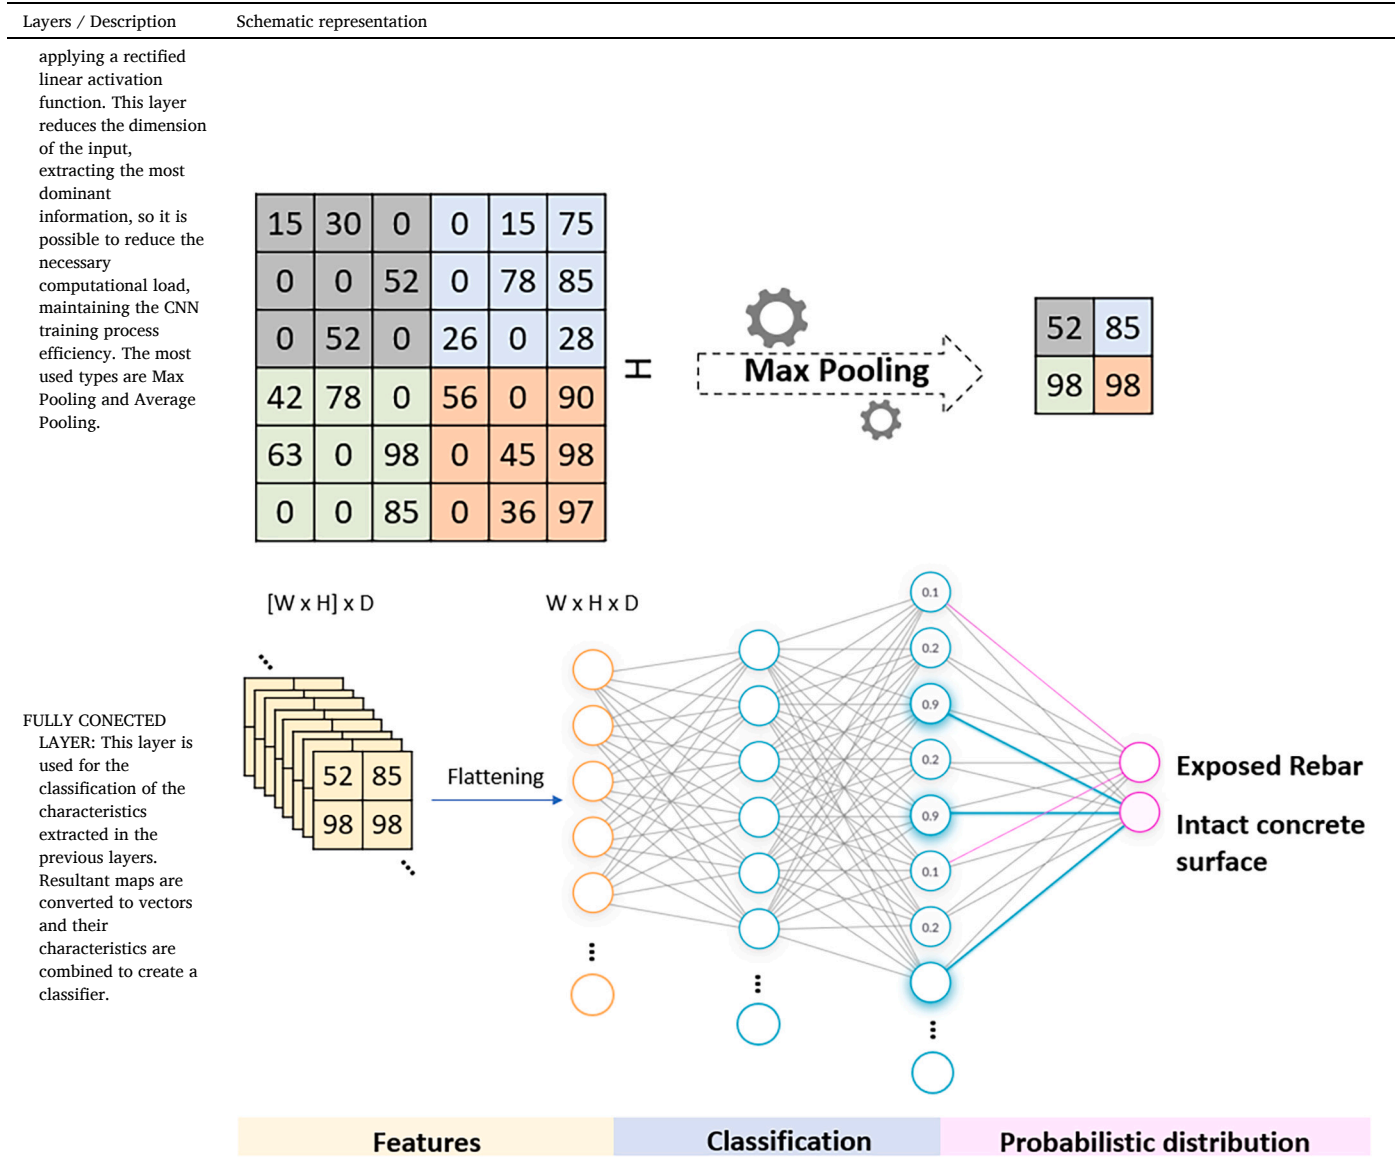 Layers / Description
Schematic representation
applying a rectified
linear activation
function. This layer
reduces the dimension
of the input,
extracting the most
dominant
information, so it is
possible to reduce the
necessary
computational load,
maintaining the CNN
training process
efficiency. The most
used types are Max
Pooling and Average
Pooling.
15 30 0 0 15 75
0 0 52 0 78 85
0 52 0 26 0 28
42 78 0 56 0 90
63 0 98 0 45 98
0 0 85 0 36 97
H
Max Pooling
52 85
98 98
FULLY CONECTED
LAYER: This layer is
used for the
classification of the
characteristics
extracted in the
previous layers.
Resultant maps are
converted to vectors
and their
characteristics are
combined to create a
classifier.
[W x H] x D
W x H x D
52 85
98 98
Flattening
0.1
0.2
0.9
0.2
0.9
0.1
0.2
Exposed Rebar
Intact concrete
surface
Features
Classification
Probabilistic distribution